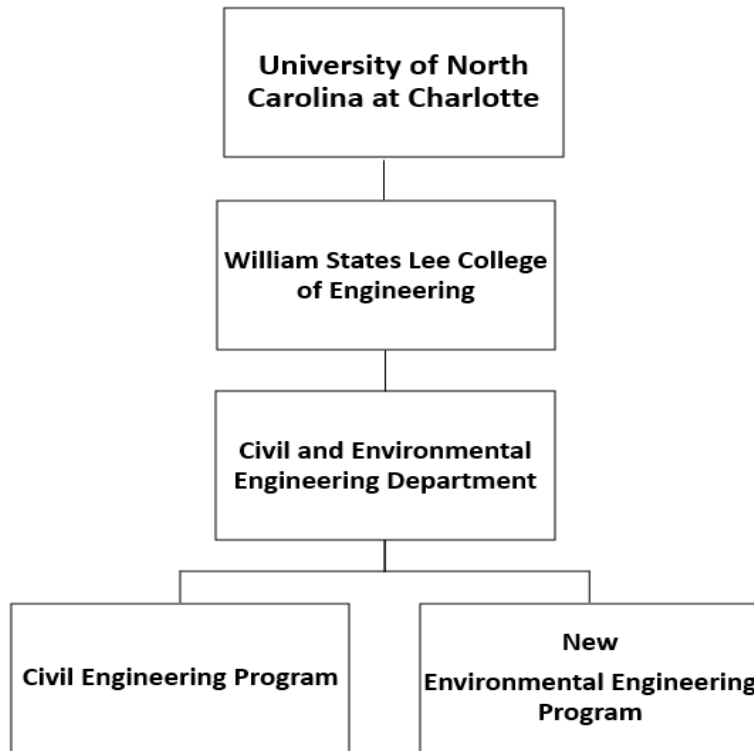 University of North
Carolina at Charlotte
William States Lee College
of Engineering
Civil and Environmental
Engineering Department
Civil Engineering Program
New
Environmental Engineering
Program